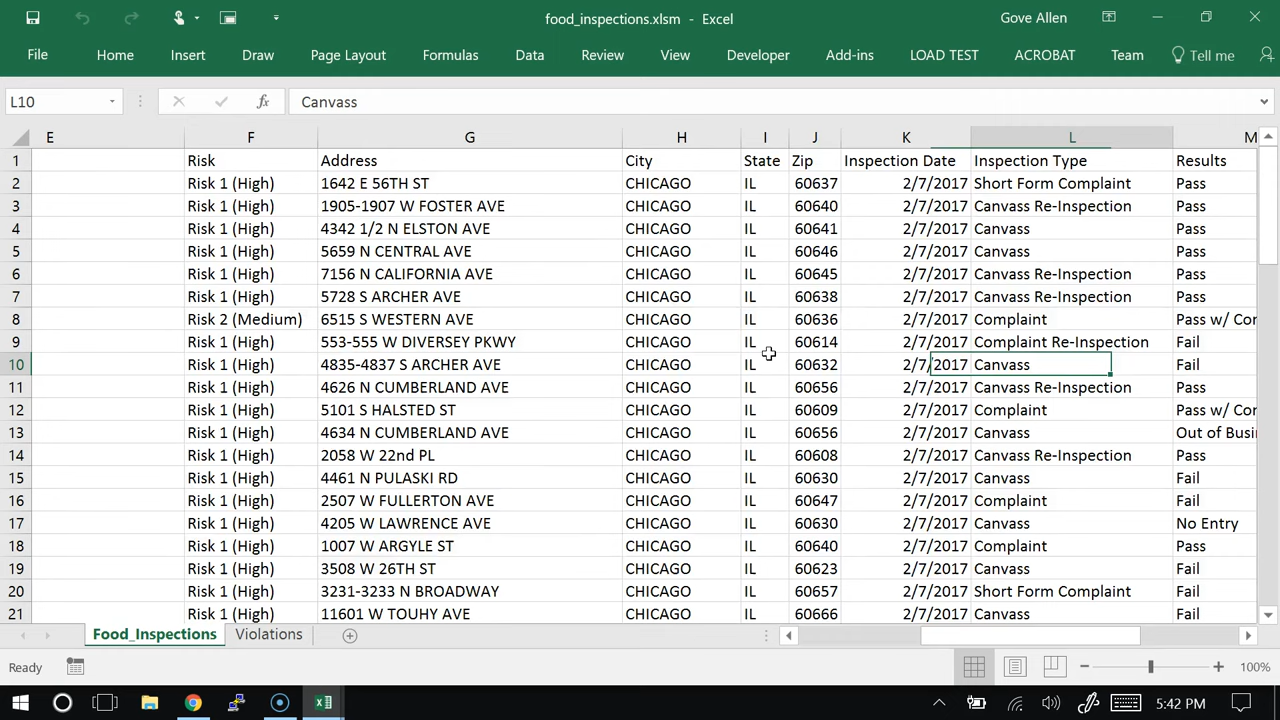 food_inspections.xlsm - Excel
Gove Allen
File Home Insert Draw Page Layout Formulas Data Review View Developer Add-ins LOAD TEST ACROBAT Team Tell me
L10 fx Canvass
E F G H I J K L M
1 Risk Address City State Zip Inspection Date Inspection Type Results
2 Risk 1 (High) 1642 E 56TH ST CHICAGO IL 60637 2/7/2017 Short Form Complaint Pass
3 Risk 1 (High) 1905-1907 W FOSTER AVE CHICAGO IL 60640 2/7/2017 Canvass Re-Inspection Pass
4 Risk 1 (High) 4342 1/2 N ELSTON AVE CHICAGO IL 60641 2/7/2017 Canvass Pass
5 Risk 1 (High) 5659 N CENTRAL AVE CHICAGO IL 60646 2/7/2017 Canvass Pass
6 Risk 1 (High) 7156 N CALIFORNIA AVE CHICAGO IL 60645 2/7/2017 Canvass Re-Inspection Pass
7 Risk 1 (High) 5728 S ARCHER AVE CHICAGO IL 60638 2/7/2017 Canvass Re-Inspection Pass
8 Risk 2 (Medium) 6515 S WESTERN AVE CHICAGO IL 60636 2/7/2017 Complaint Pass w/ Con
9 Risk 1 (High) 553-555 W DIVERSEY PKWY CHICAGO IL 60614 2/7/2017 Complaint Re-Inspection Fail
10 Risk 1 (High) 4835-4837 S ARCHER AVE CHICAGO IL 60632 2/7/2017 Canvass Fail
11 Risk 1 (High) 4626 N CUMBERLAND AVE CHICAGO IL 60656 2/7/2017 Canvass Re-Inspection Pass
12 Risk 1 (High) 5101 S HALSTED ST CHICAGO IL 60609 2/7/2017 Complaint Pass w/ Con
13 Risk 1 (High) 4634 N CUMBERLAND AVE CHICAGO IL 60656 2/7/2017 Canvass Out of Busi
14 Risk 1 (High) 2058 W 22nd PL CHICAGO IL 60608 2/7/2017 Canvass Re-Inspection Pass
15 Risk 1 (High) 4461 N PULASKI RD CHICAGO IL 60630 2/7/2017 Canvass Fail
16 Risk 1 (High) 2507 W FULLERTON AVE CHICAGO IL 60647 2/7/2017 Complaint Fail
17 Risk 1 (High) 4205 W LAWRENCE AVE CHICAGO IL 60630 2/7/2017 Canvass No Entry
18 Risk 1 (High) 1007 W ARGYLE ST CHICAGO IL 60640 2/7/2017 Complaint Pass
19 Risk 1 (High) 3508 W 26TH ST CHICAGO IL 60623 2/7/2017 Canvass Fail
20 Risk 1 (High) 3231-3233 N BROADWAY CHICAGO IL 60657 2/7/2017 Short Form Complaint Fail
21 Risk 1 (High) 11601 W TOUHY AVE CHICAGO IL 60666 2/7/2017 Canvass Fail
Food_Inspections Violations
Ready 100%
5:42 PM